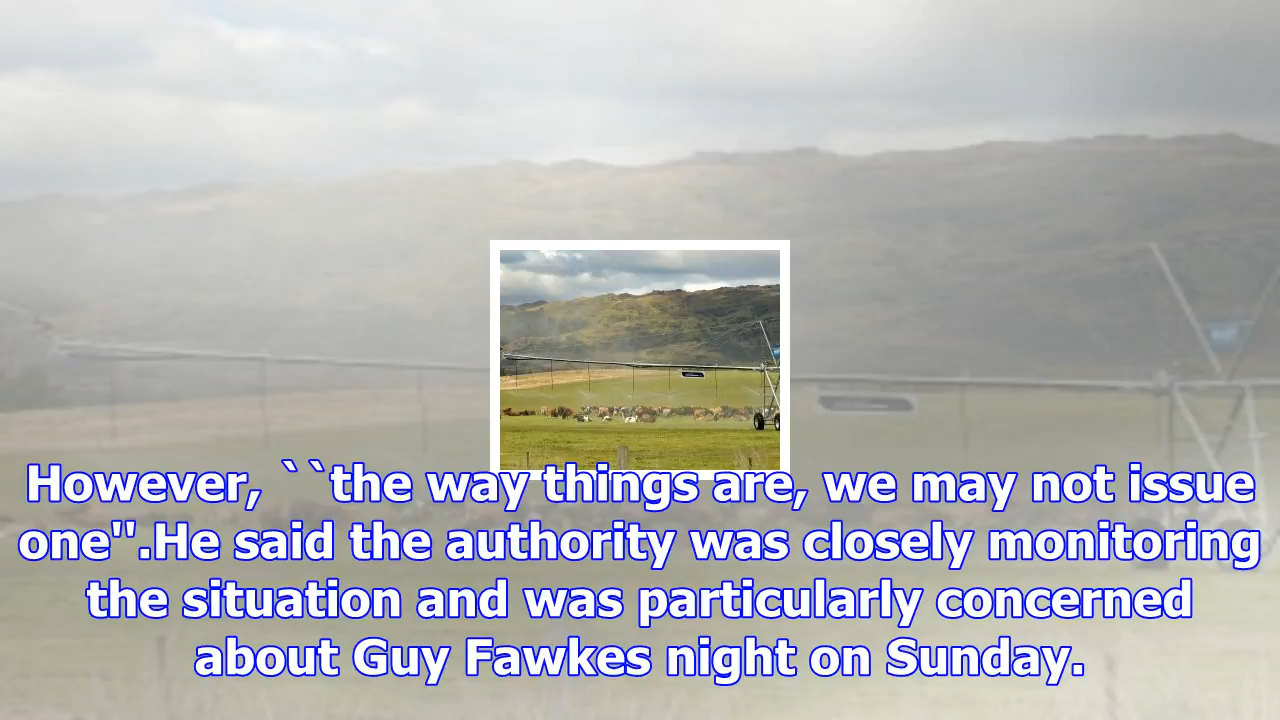 However, ``the way things are, we may not issue
one''.He said the authority was closely monitoring
the situation and was particularly concerned
about Guy Fawkes night on Sunday.